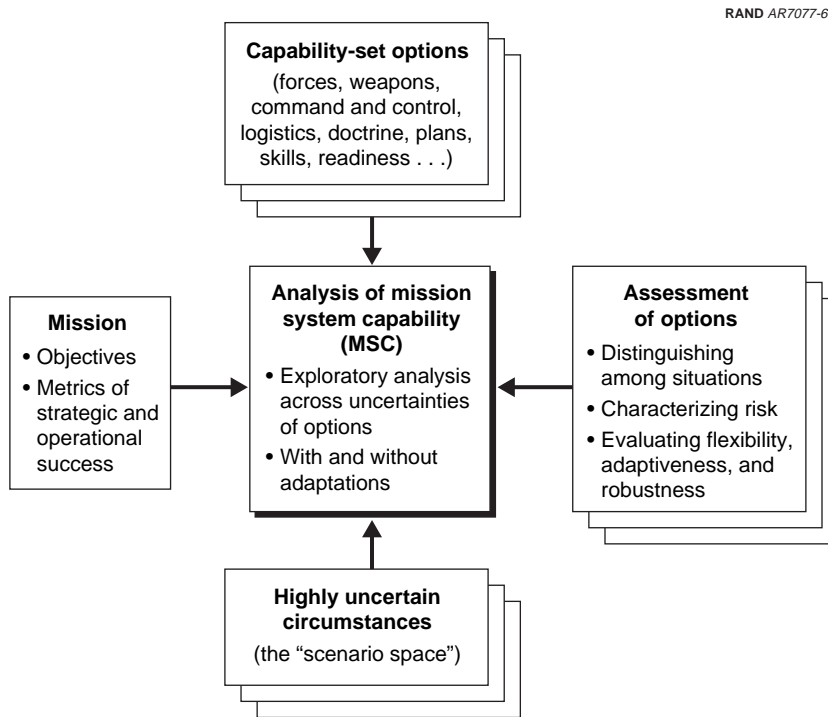 RAND AR7077-6
Capability-set options
(forces, weapons,
command and control,
logistics, doctrine, plans,
skills, readiness . . .)
Mission
• Objectives
• Metrics of
strategic and
operational
success
Analysis of mission
system capability
(MSC)
• Exploratory analysis
across uncertainties
of options
• With and without
adaptations
Assessment
of options
• Distinguishing
among situations
• Characterizing risk
• Evaluating flexibility,
adaptiveness, and
robustness
Highly uncertain
circumstances
(the “scenario space”)